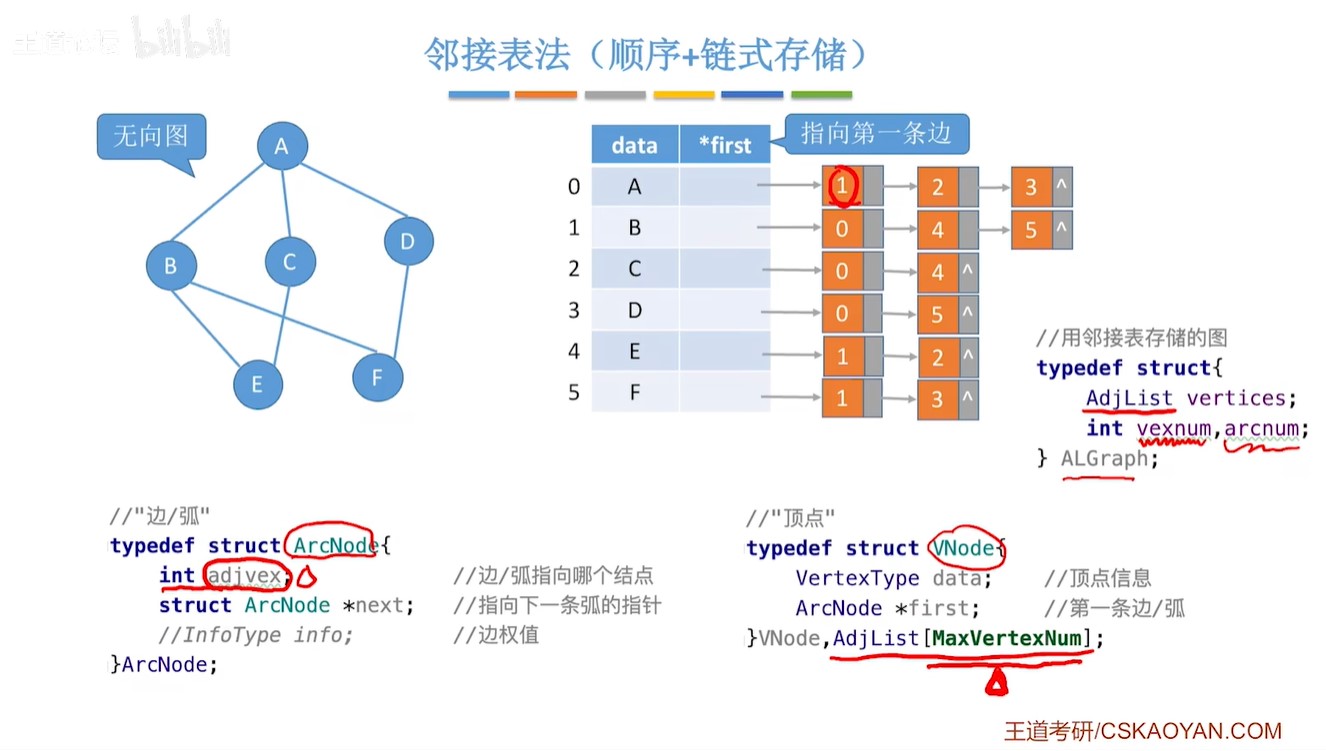 王道论坛 bilibili
邻接表法（顺序+链式存储）
无向图
A
B
C
D
E
F
指向第一条边
data *first
0 A 1 2 3 ^
1 B 0 4 5 ^
2 C 0 4 ^
3 D 0 5 ^
4 E 1 2 ^
5 F 1 3 ^
//用邻接表存储的图
typedef struct{
AdjList vertices;
int vexnum,arcnum;
} ALGraph;
//"边/弧"
typedef struct ArcNode{
int adjvex; //边/弧指向哪个结点
struct ArcNode *next; //指向下一条弧的指针
//InfoType info; //边权值
}ArcNode;
//"顶点"
typedef struct VNode{
VertexType data; //顶点信息
ArcNode *first; //第一条边/弧
}VNode,AdjList[MaxVertexNum];
王道考研/CSKAOYAN.COM